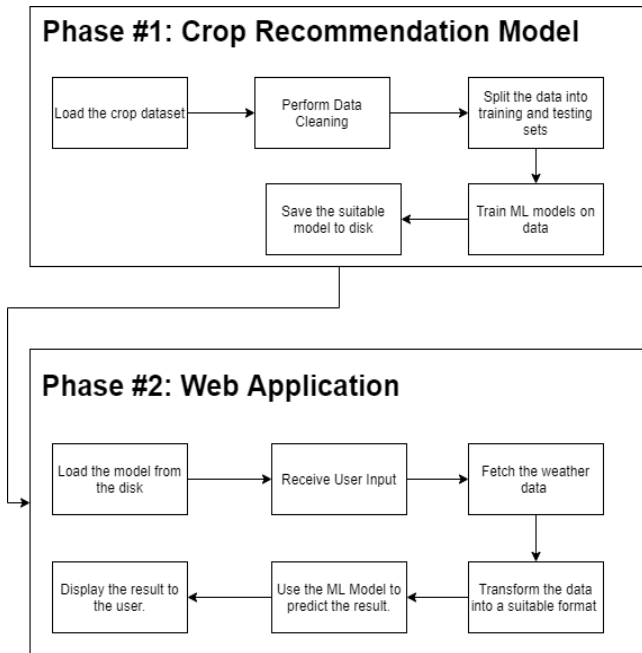 Phase #1: Crop Recommendation Model
Load the crop dataset
Perform Data
Cleaning
Split the data into
training and testing
sets
Train ML models on
data
Save the suitable
model to disk
Phase #2: Web Application
Load the model from
the disk
Receive User Input
Fetch the weather
data
Transform the data
into a suitable format
Use the ML Model to
predict the result.
Display the result to
the user.